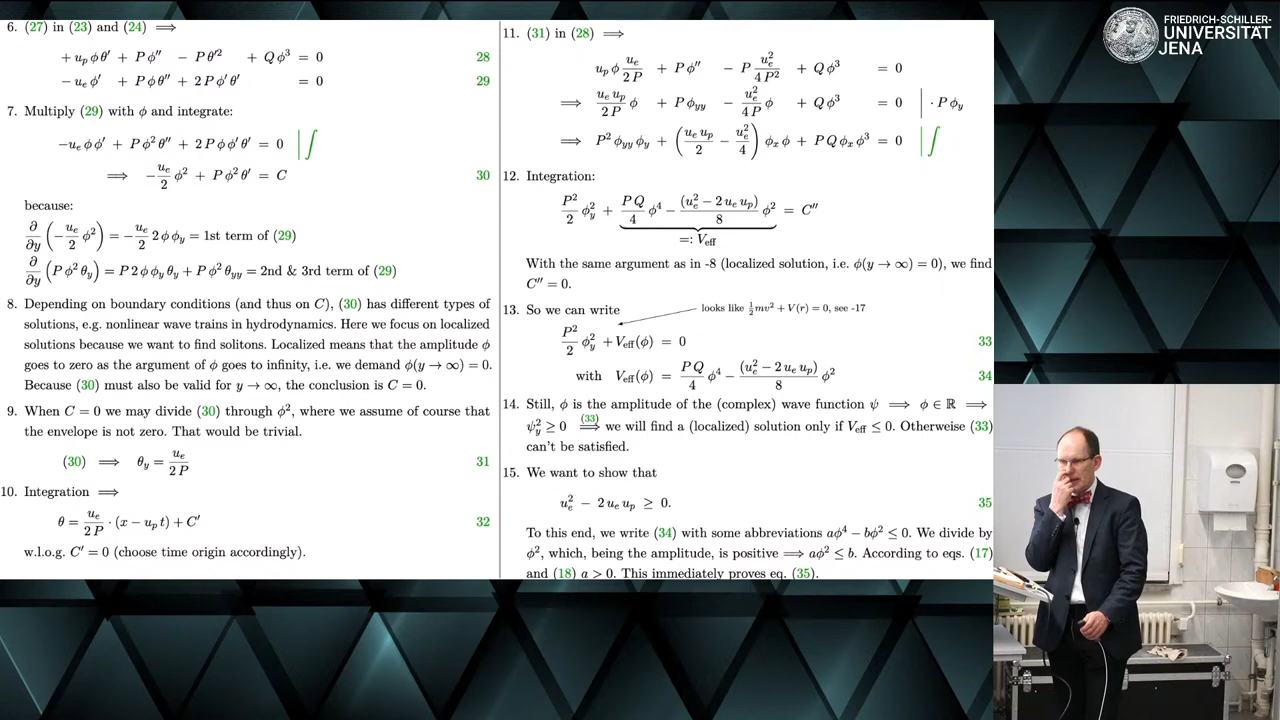 6. (27) in (23) and (24) ⟹
+ u_p ϕ θ′ + P ϕ″ − P θ′² + Q ϕ³ = 0 28
− u_e ϕ′ + P ϕ θ″ + 2 P ϕ′ θ′ = 0 29
7. Multiply (29) with ϕ and integrate:
−u_e ϕ ϕ′ + P ϕ² θ″ + 2 P ϕ ϕ′ θ′ = 0 | ∫
⟹ − u_e/2 ϕ² + P ϕ² θ′ = C 30
because:
∂/∂y (− u_e/2 ϕ²) = − u_e/2 2 ϕ ϕ_y = 1st term of (29)
∂/∂y (P ϕ² θ_y) = P 2 ϕ ϕ_y θ_y + P ϕ² θ_yy = 2nd & 3rd term of (29)
8. Depending on boundary conditions (and thus on C), (30) has different types of
solutions, e.g. nonlinear wave trains in hydrodynamics. Here we focus on localized
solutions because we want to find solitons. Localized means that the amplitude ϕ
goes to zero as the argument of ϕ goes to infinity, i.e. we demand ϕ(y → ∞) = 0.
Because (30) must also be valid for y → ∞, the conclusion is C = 0.
9. When C = 0 we may divide (30) through ϕ², where we assume of course that
the envelope is not zero. That would be trivial.
(30) ⟹ θ_y = u_e/2 P 31
10. Integration ⟹
θ = u_e/2 P · (x − u_p t) + C′ 32
w.l.o.g. C′ = 0 (choose time origin accordingly).
11. (31) in (28) ⟹
u_p ϕ u_e/2 P + P ϕ″ − P u_e²/4 P² + Q ϕ³ = 0
⟹ u_e u_p/2 P ϕ + P ϕ_yy − u_e²/4 P ϕ + Q ϕ³ = 0 | · P ϕ_y
⟹ P² ϕ_yy ϕ_y + (u_e u_p/2 − u_e²/4) ϕ_x ϕ + P Q ϕ_x ϕ³ = 0 | ∫
12. Integration:
P²/2 ϕ_y² + P Q/4 ϕ⁴ − (u_e² − 2 u_e u_p)/8 ϕ² = C″
=: V_eff
With the same argument as in -8 (localized solution, i.e. ϕ(y → ∞) = 0), we find
C″ = 0.
13. So we can write
looks like ½mv² + V(r) = 0, see -17
P²/2 ϕ_y² + V_eff(ϕ) = 0 33
with V_eff(ϕ) = P Q/4 ϕ⁴ − (u_e² − 2 u_e u_p)/8 ϕ² 34
14. Still, ϕ is the amplitude of the (complex) wave function ψ ⟹ ϕ ∈ ℝ ⟹
ψ_y² ≥ 0 (33) ⟹ we will find a (localized) solution only if V_eff ≤ 0. Otherwise (33)
can't be satisfied.
15. We want to show that
u_e² − 2 u_e u_p ≥ 0. 35
To this end, we write (34) with some abbreviations aϕ⁴ − bϕ² ≤ 0. We divide by
ϕ², which, being the amplitude, is positive ⟹ aϕ² ≤ b. According to eqs. (17)
and (18) a > 0. This immediately proves eq. (35).
FRIEDRICH-SCHILLER-
UNIVERSITÄT
JENA